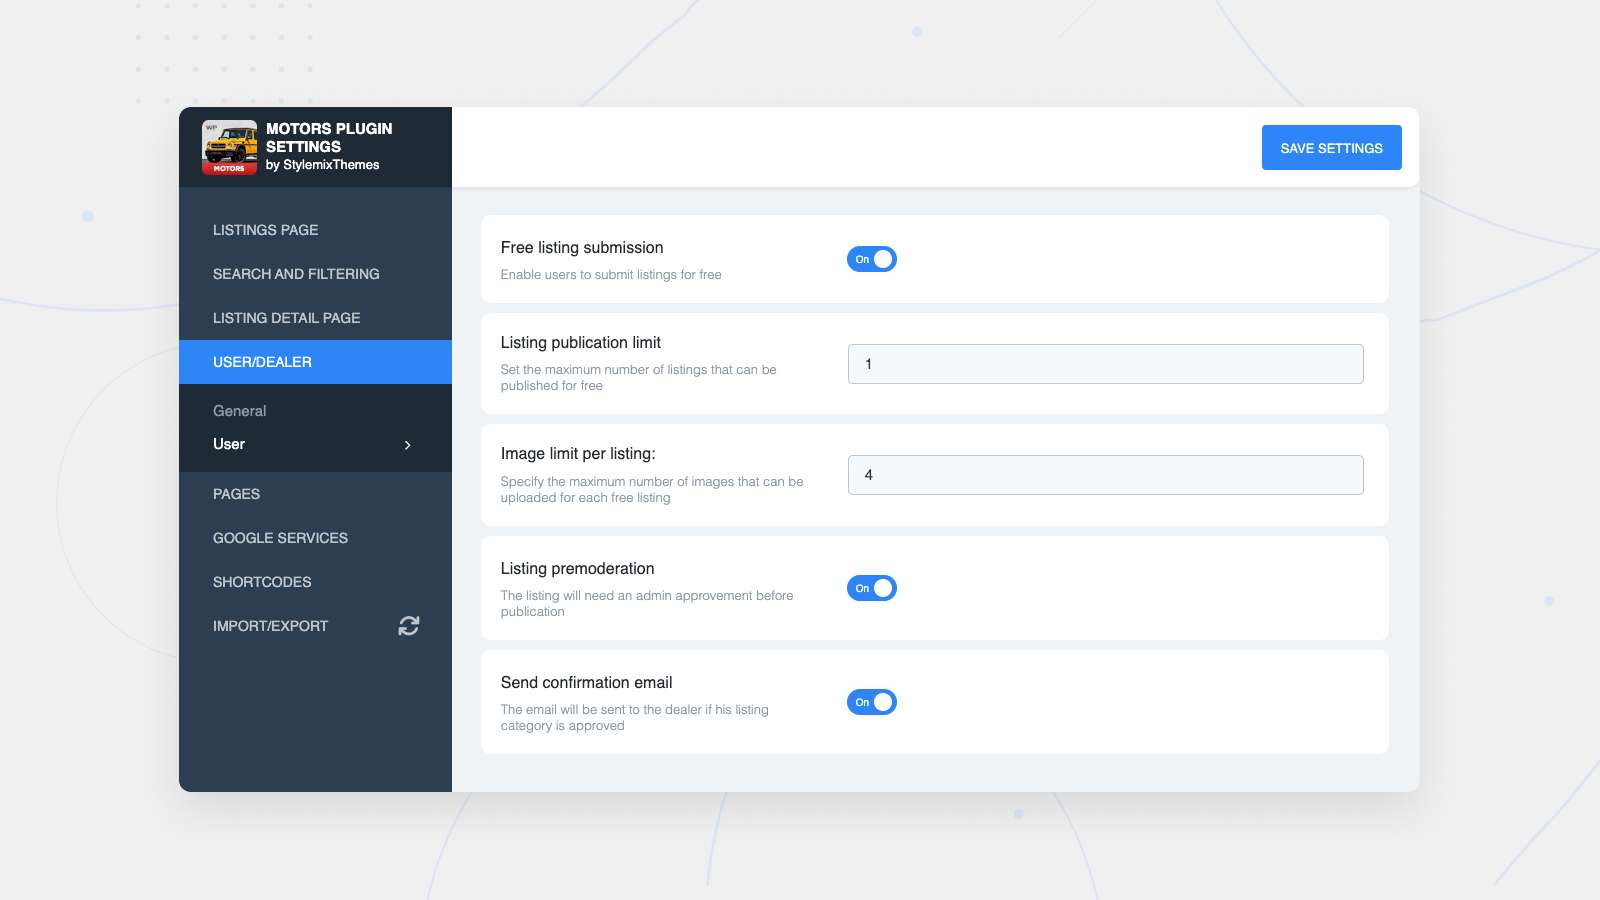 WP
MOTORS
MOTORS PLUGIN
SETTINGS
by StylemixThemes
SAVE SETTINGS
LISTINGS PAGE
SEARCH AND FILTERING
LISTING DETAIL PAGE
USER/DEALER
General
User
PAGES
GOOGLE SERVICES
SHORTCODES
IMPORT/EXPORT
Free listing submission
Enable users to submit listings for free
On
Listing publication limit
Set the maximum number of listings that can be
published for free
1
Image limit per listing:
Specify the maximum number of images that can be
uploaded for each free listing
4
Listing premoderation
The listing will need an admin approvement before
publication
On
Send confirmation email
The email will be sent to the dealer if his listing
category is approved
On